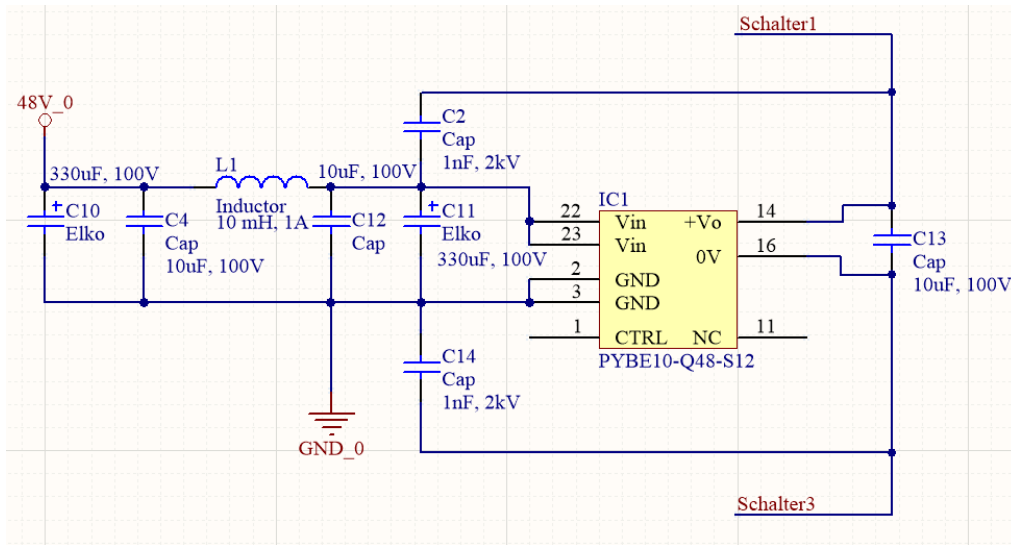 Schalter1
48V_0
C2
Cap
1nF, 2kV
330uF, 100V
L1
10uF, 100V
Inductor
10 mH, 1A
+
C10
Elko
C4
Cap
10uF, 100V
C12
Cap
+
C11
Elko
330uF, 100V
IC1
22
Vin
+Vo
14
23
Vin
0V
16
2
GND
3
GND
1
CTRL
NC
11
PYBE10-Q48-S12
C13
Cap
10uF, 100V
C14
Cap
1nF, 2kV
GND_0
Schalter3